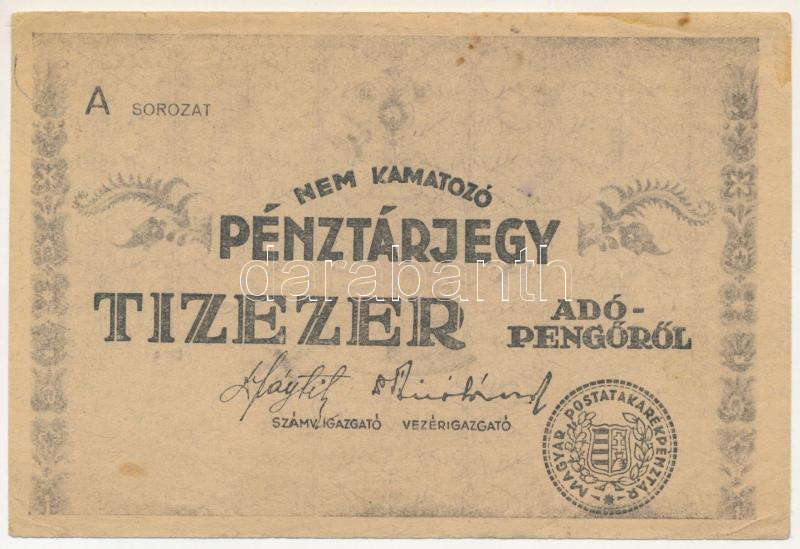 A SOROZAT
NEM KAMATOZÓ
PÉNZTÁRJEGY
darabanth
TIZEZER ADÓ-
PENGŐRŐL
SZÁMV. IGAZGATÓ VEZÉRIGAZGATÓ
MAGYAR POSTATAKARÉKPÉNZTÁR